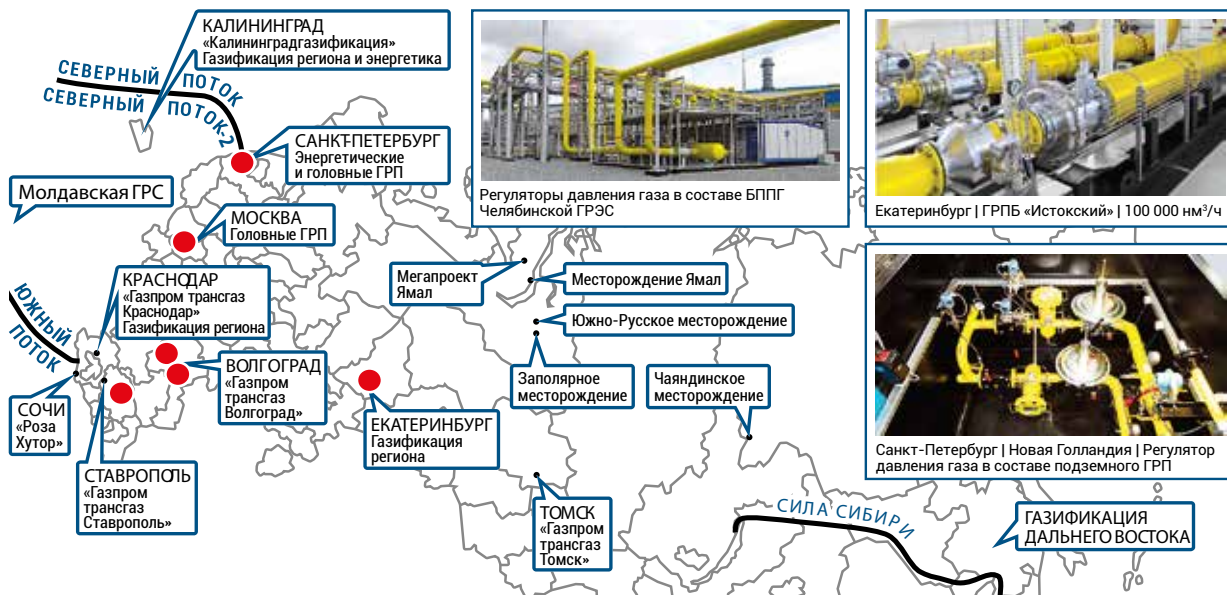 КАЛИНИНГРАД
«Калининградгазификация»
Газификация региона и энергетика
СЕВЕРНЫЙ ПОТОК
СЕВЕРНЫЙ ПОТОК-2
САНКТ-ПЕТЕРБУРГ
Энергетические
и головные ГРП
Молдавская ГРС
МОСКВА
Головные ГРП
КРАСНОДАР
«Газпром трансгаз
Краснодар»
Газификация региона
ЮЖНЫЙ
ПОТОК
ВОЛГОГРАД
«Газпром
трансгаз
Волгоград»
СОЧИ
«Роза
Хутор»
СТАВРОПОЛЬ
«Газпром
трансгаз
Ставрополь»
ЕКАТЕРИНБУРГ
Газификация
региона
Мегапроект
Ямал
Месторождение Ямал
Южно-Русское месторождение
Заполярное
месторождение
Чаяндинское
месторождение
ТОМСК
«Газпром
трансгаз
Томск»
СИЛА СИБИРИ
ГАЗИФИКАЦИЯ
ДАЛЬНЕГО ВОСТОКА
Регуляторы давления газа в составе БППГ
Челябинской ГРЭС
Екатеринбург | ГРПБ «Истокский» | 100 000 нм³/ч
Санкт-Петербург | Новая Голландия | Регулятор
давления газа в составе подземного ГРП